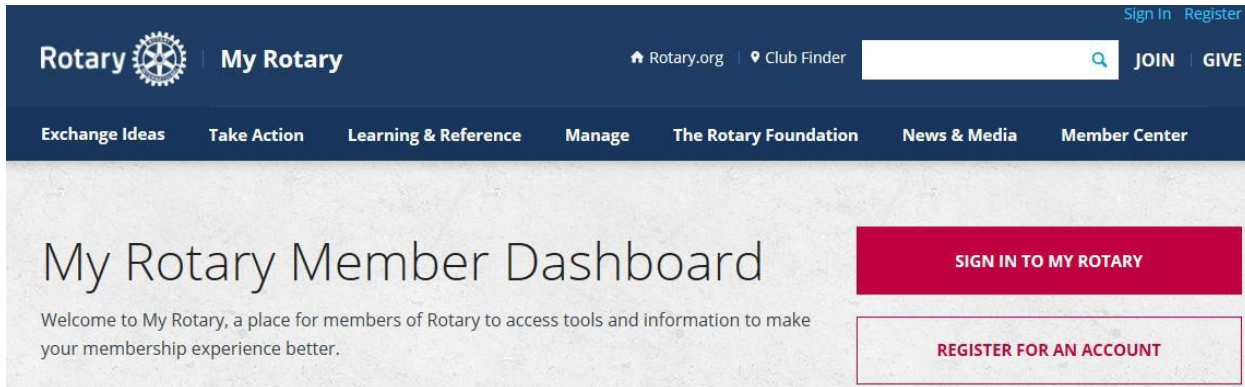 Sign In Register
Rotary My Rotary Rotary.org Club Finder JOIN GIVE
Exchange Ideas Take Action Learning & Reference Manage The Rotary Foundation News & Media Member Center
My Rotary Member Dashboard
Welcome to My Rotary, a place for members of Rotary to access tools and information to make
your membership experience better.
SIGN IN TO MY ROTARY
REGISTER FOR AN ACCOUNT